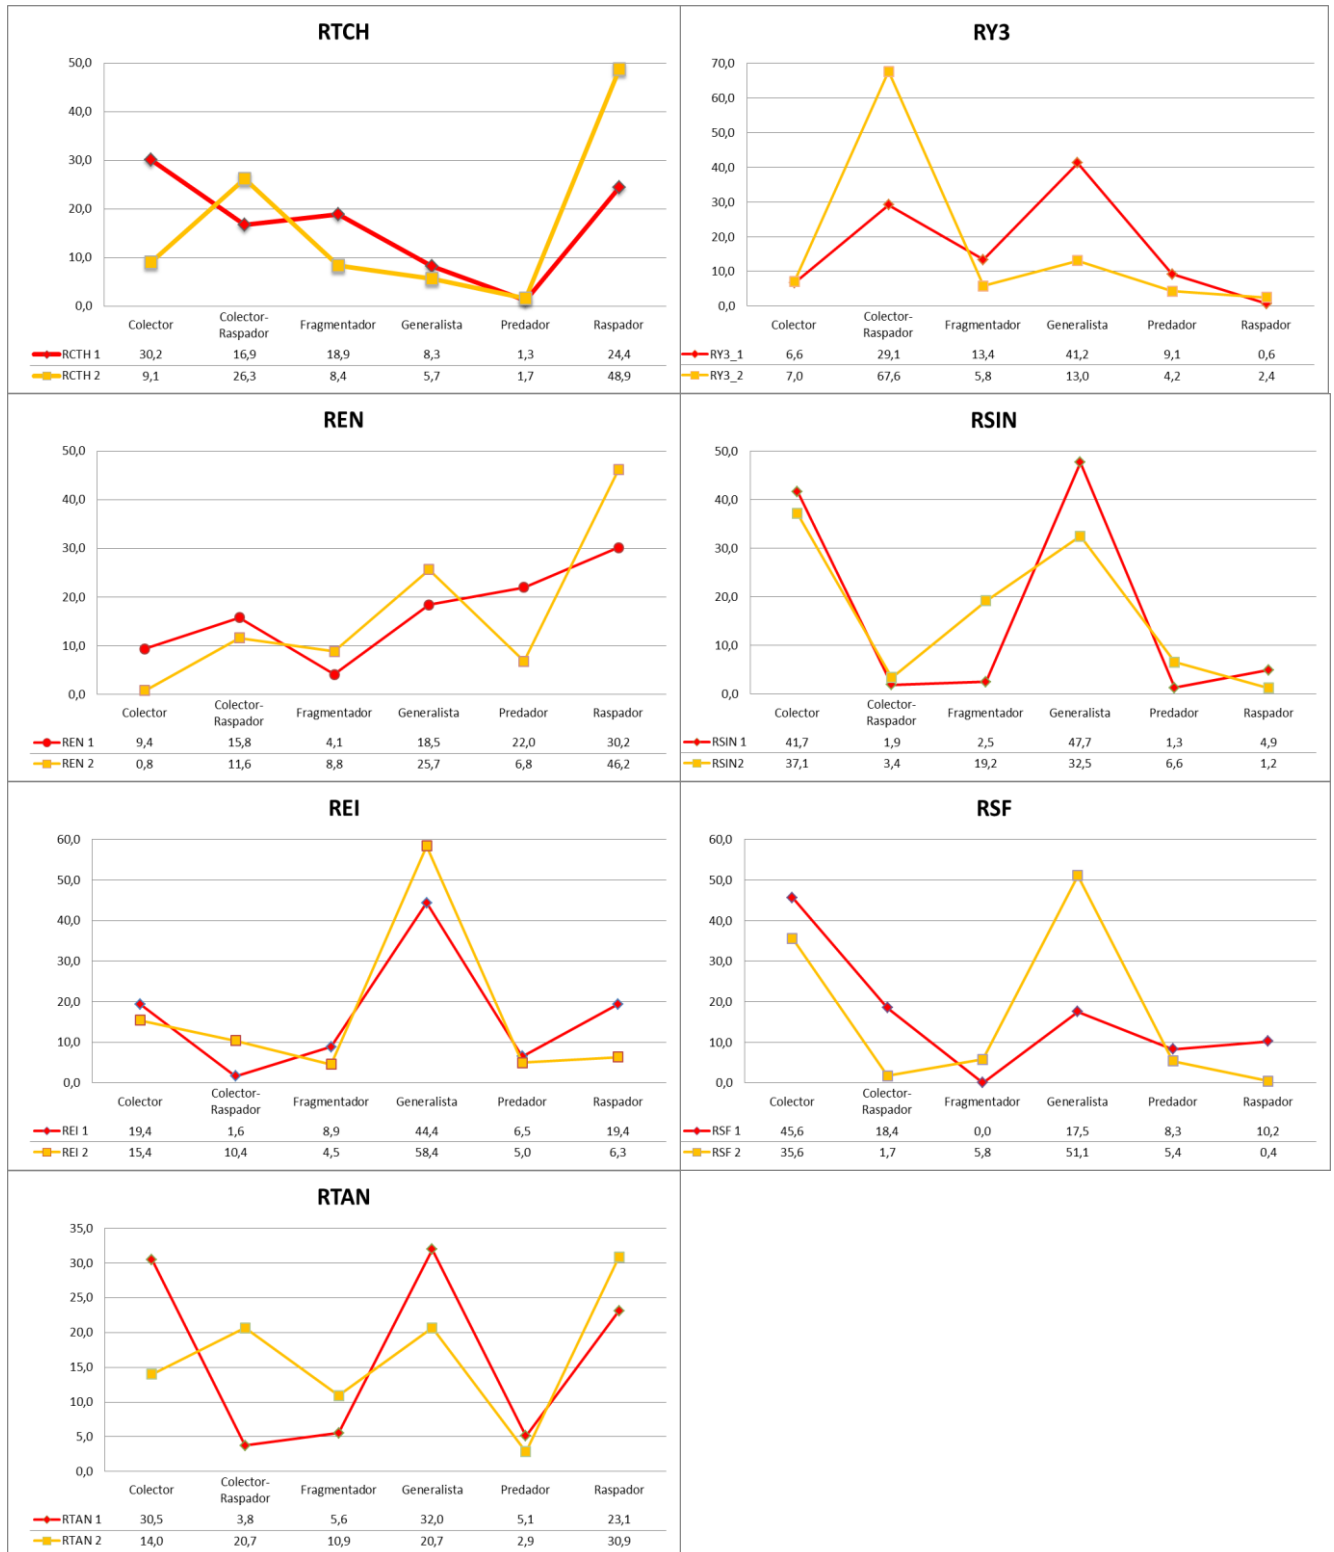 RTCH
50,0
40,0
30,0
20,0
10,0
0,0
Colector Colector-Raspador Fragmentador Generalista Predador Raspador
RCTH 1 30,2 16,9 18,9 8,3 1,3 24,4
RCTH 2 9,1 26,3 8,4 5,7 1,7 48,9
RY3
70,0
60,0
50,0
40,0
30,0
20,0
10,0
0,0
Colector Colector-Raspador Fragmentador Generalista Predador Raspador
RY3_1 6,6 29,1 13,4 41,2 9,1 0,6
RY3_2 7,0 67,6 5,8 13,0 4,2 2,4
REN
50,0
40,0
30,0
20,0
10,0
0,0
Colector Colector-Raspador Fragmentador Generalista Predador Raspador
REN 1 9,4 15,8 4,1 18,5 22,0 30,2
REN 2 0,8 11,6 8,8 25,7 6,8 46,2
RSIN
50,0
40,0
30,0
20,0
10,0
0,0
Colector Colector-Raspador Fragmentador Generalista Predador Raspador
RSIN 1 41,7 1,9 2,5 47,7 1,3 4,9
RSIN2 37,1 3,4 19,2 32,5 6,6 1,2
REI
60,0
50,0
40,0
30,0
20,0
10,0
0,0
Colector Colector-Raspador Fragmentador Generalista Predador Raspador
REI 1 19,4 1,6 8,9 44,4 6,5 19,4
REI 2 15,4 10,4 4,5 58,4 5,0 6,3
RSF
60,0
50,0
40,0
30,0
20,0
10,0
0,0
Colector Colector-Raspador Fragmentador Generalista Predador Raspador
RSF 1 45,6 18,4 0,0 17,5 8,3 10,2
RSF 2 35,6 1,7 5,8 51,1 5,4 0,4
RTAN
35,0
30,0
25,0
20,0
15,0
10,0
5,0
0,0
Colector Colector-Raspador Fragmentador Generalista Predador Raspador
RTAN 1 30,5 3,8 5,6 32,0 5,1 23,1
RTAN 2 14,0 20,7 10,9 20,7 2,9 30,9